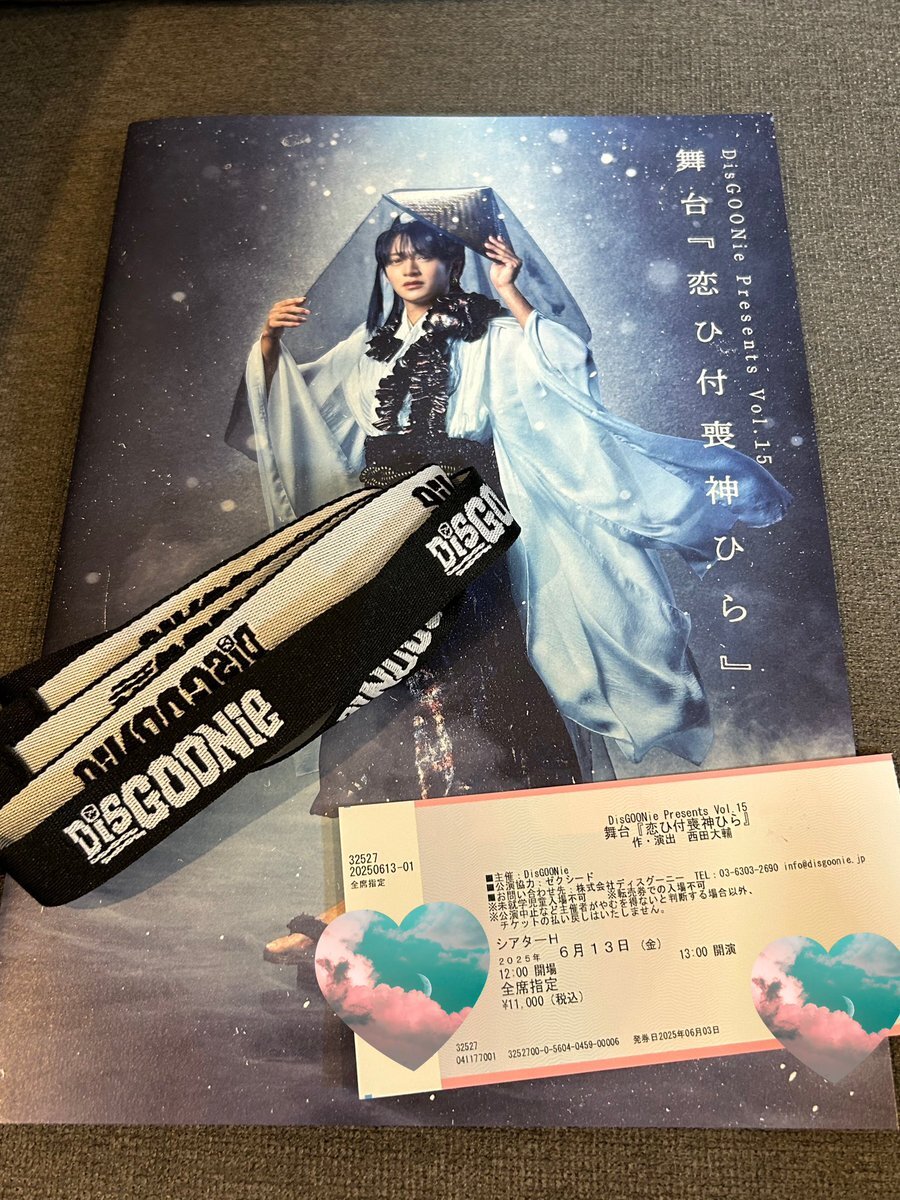 DisGOONie Presents Vol.15
舞台『恋ひ付喪神ひら』
DisGOONie
DisGOONie
DisGOONie Presents Vol.15
舞台『恋ひ付喪神ひら』
作・演出 西田大輔
32527
20250613-01
全席指定
■主催:DisGOONie
■公演協力:ゼクシード
■お問い合わせ先:株式会社ディスグーニー TEL:03-6303-2690 info@disgoonie.jp
※未就学児童入場不可 ※転売券での入場不可
※公演中止など主催者がやむを得ないと判断する場合以外、
チケットの払い戻しはいたしません。
シアターH
2025年 6月13日(金) 13:00 開演
12:00 開場
全席指定
¥11,000(税込)
32527
041177001 3252700-0-5604-0459-00006 発券日2025年06月03日